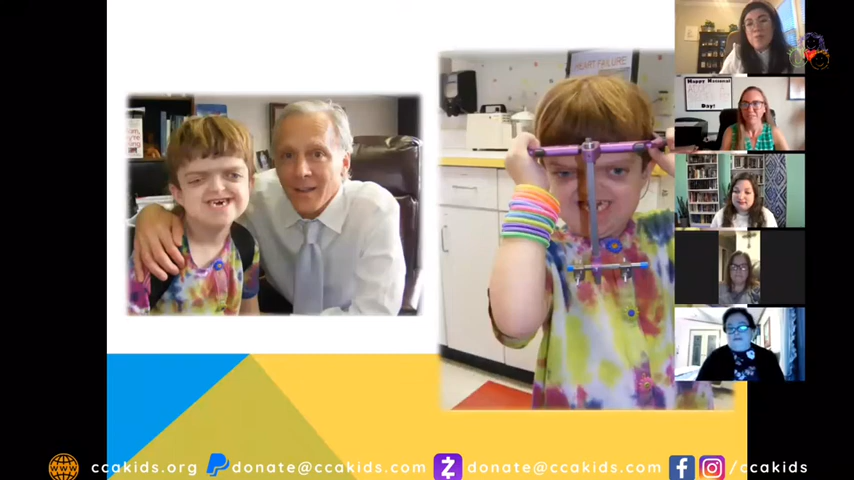 HEART FAILURE!
Happy National
Day!
ccakids.org
donate@ccakids.com
donate@ccakids.com
/ccakids